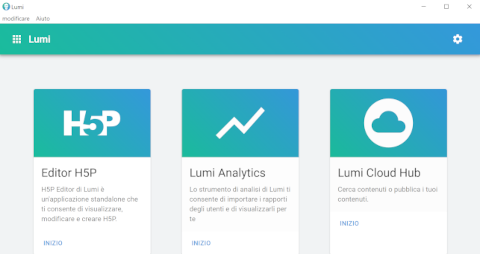 Lumi
modificare Aiuto
Lumi
H5P
Editor H5P
H5P Editor di Lumi è
un'applicazione standalone che
ti consente di visualizzare,
modificare e creare H5P.
INIZIO
Lumi Analytics
Lo strumento di analisi di Lumi ti
consente di importare i rapporti
degli utenti e di visualizzarli per
te
INIZIO
Lumi Cloud Hub
Cerca contenuti o pubblica i tuoi
contenuti.
INIZIO